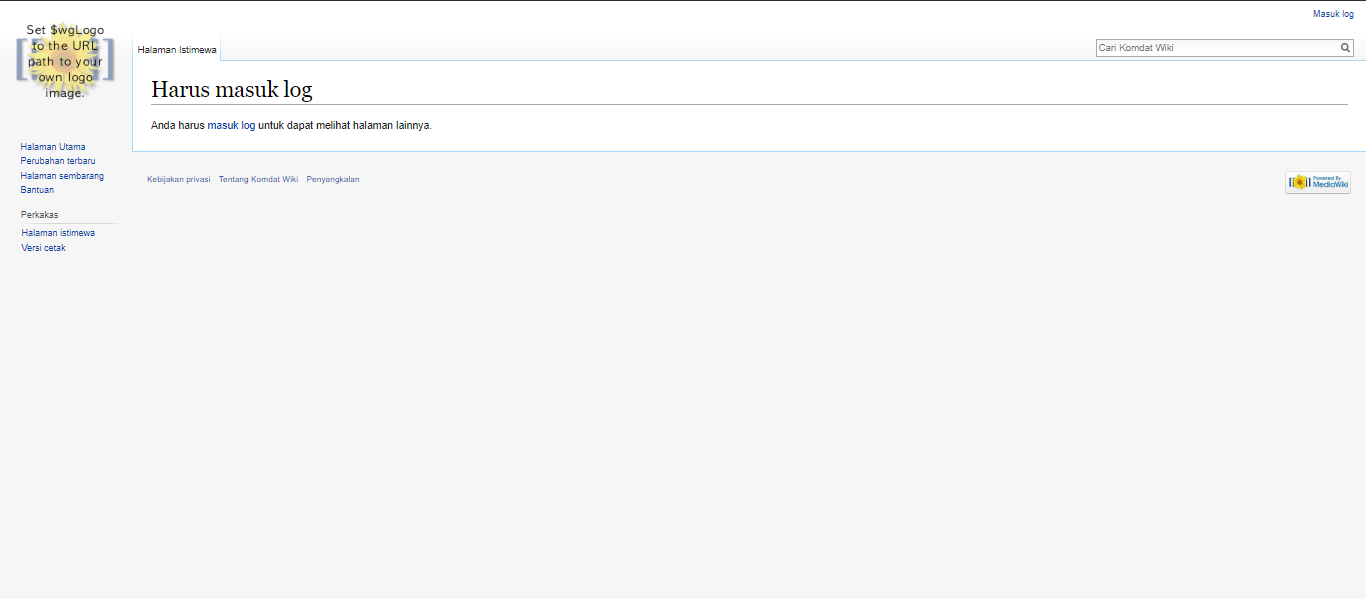 Masuk log
Set $wgLogo
to the URL
path to your
own logo
image.
Halaman Istimewa
Cari Komdat Wiki
Harus masuk log
Anda harus masuk log untuk dapat melihat halaman lainnya.
Halaman Utama
Perubahan terbaru
Halaman sembarang
Bantuan
Perkakas
Halaman istimewa
Versi cetak
Kebijakan privasi Tentang Komdat Wiki Penyangkalan
Powered By
MediaWiki